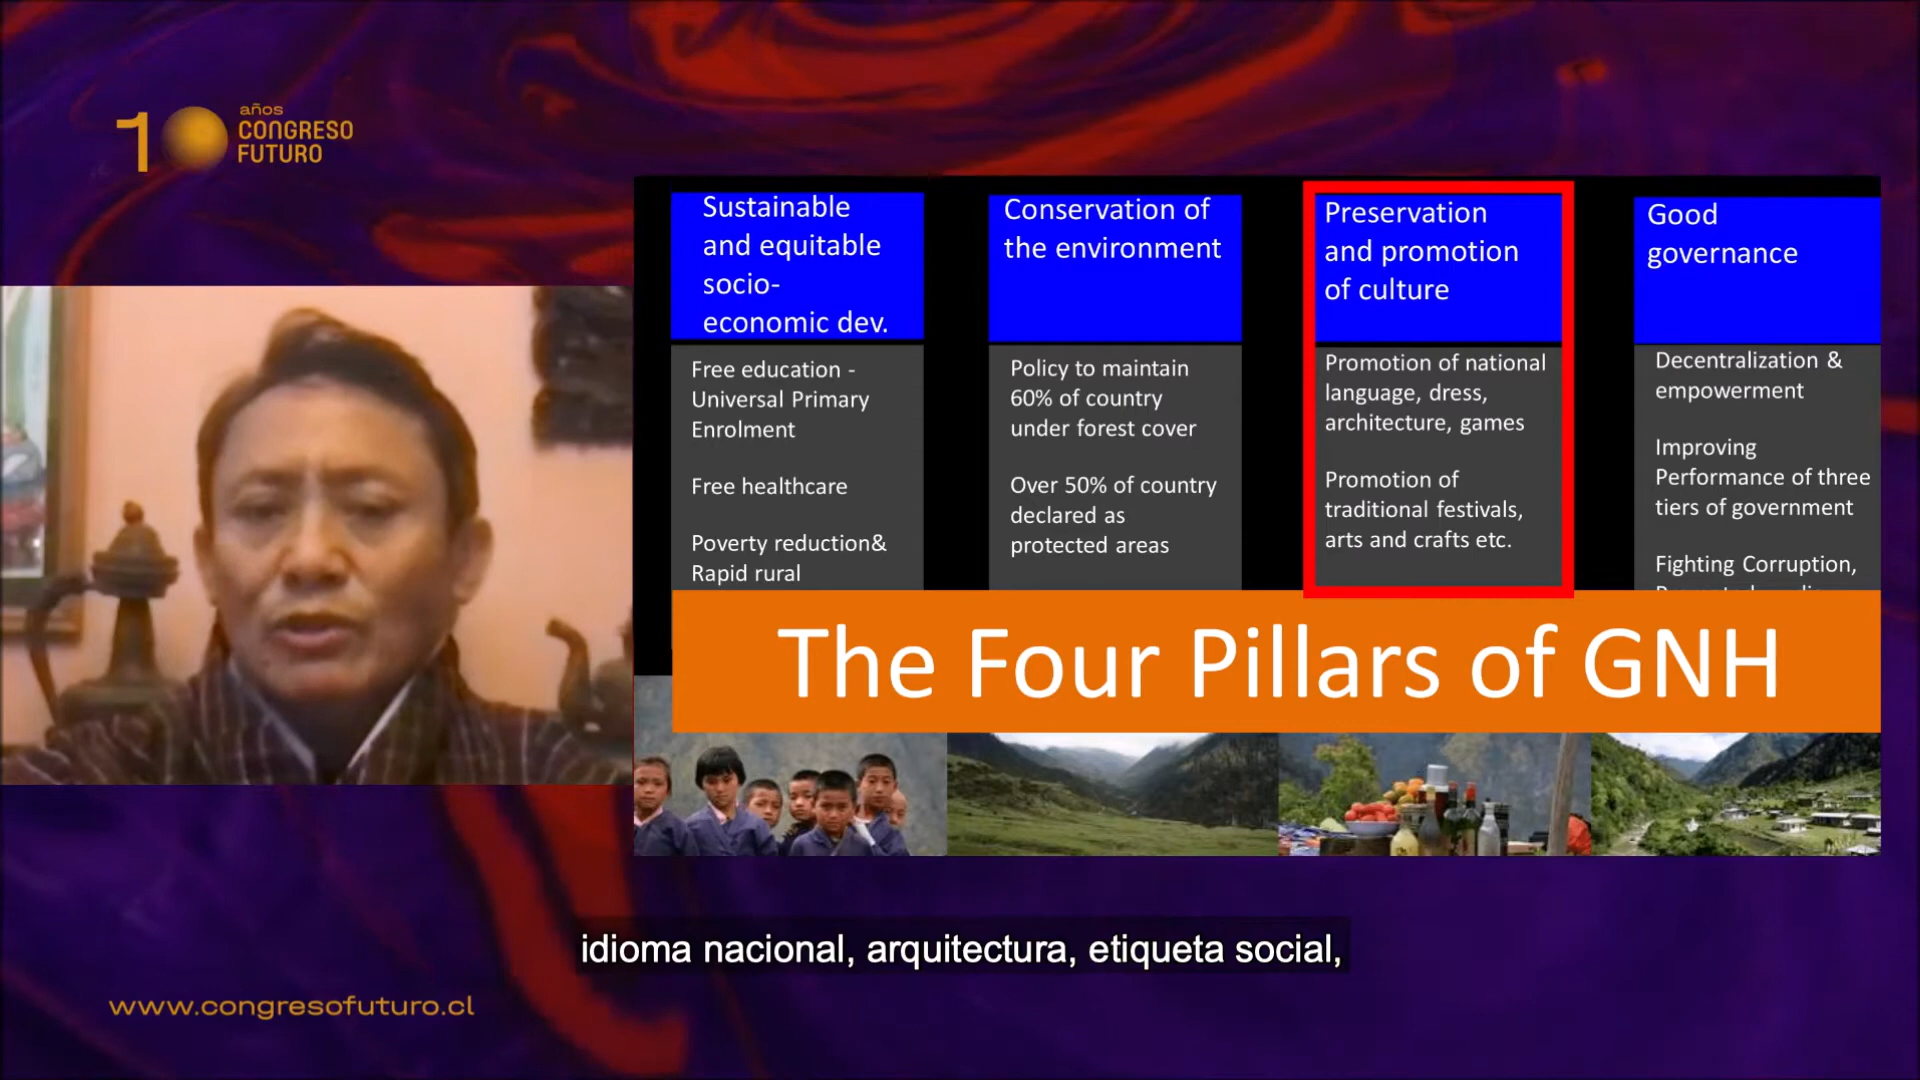 10 años
CONGRESO
FUTURO
Sustainable
and equitable
socio-
economic dev.
Free education -
Universal Primary
Enrolment
Free healthcare
Poverty reduction&
Rapid rural
Conservation of
the environment
Policy to maintain
60% of country
under forest cover
Over 50% of country
declared as
protected areas
Preservation
and promotion
of culture
Promotion of national
language, dress,
architecture, games
Promotion of
traditional festivals,
arts and crafts etc.
Good
governance
Decentralization &
empowerment
Improving
Performance of three
tiers of government
Fighting Corruption,
The Four Pillars of GNH
idioma nacional, arquitectura, etiqueta social,
www.congresofuturo.cl